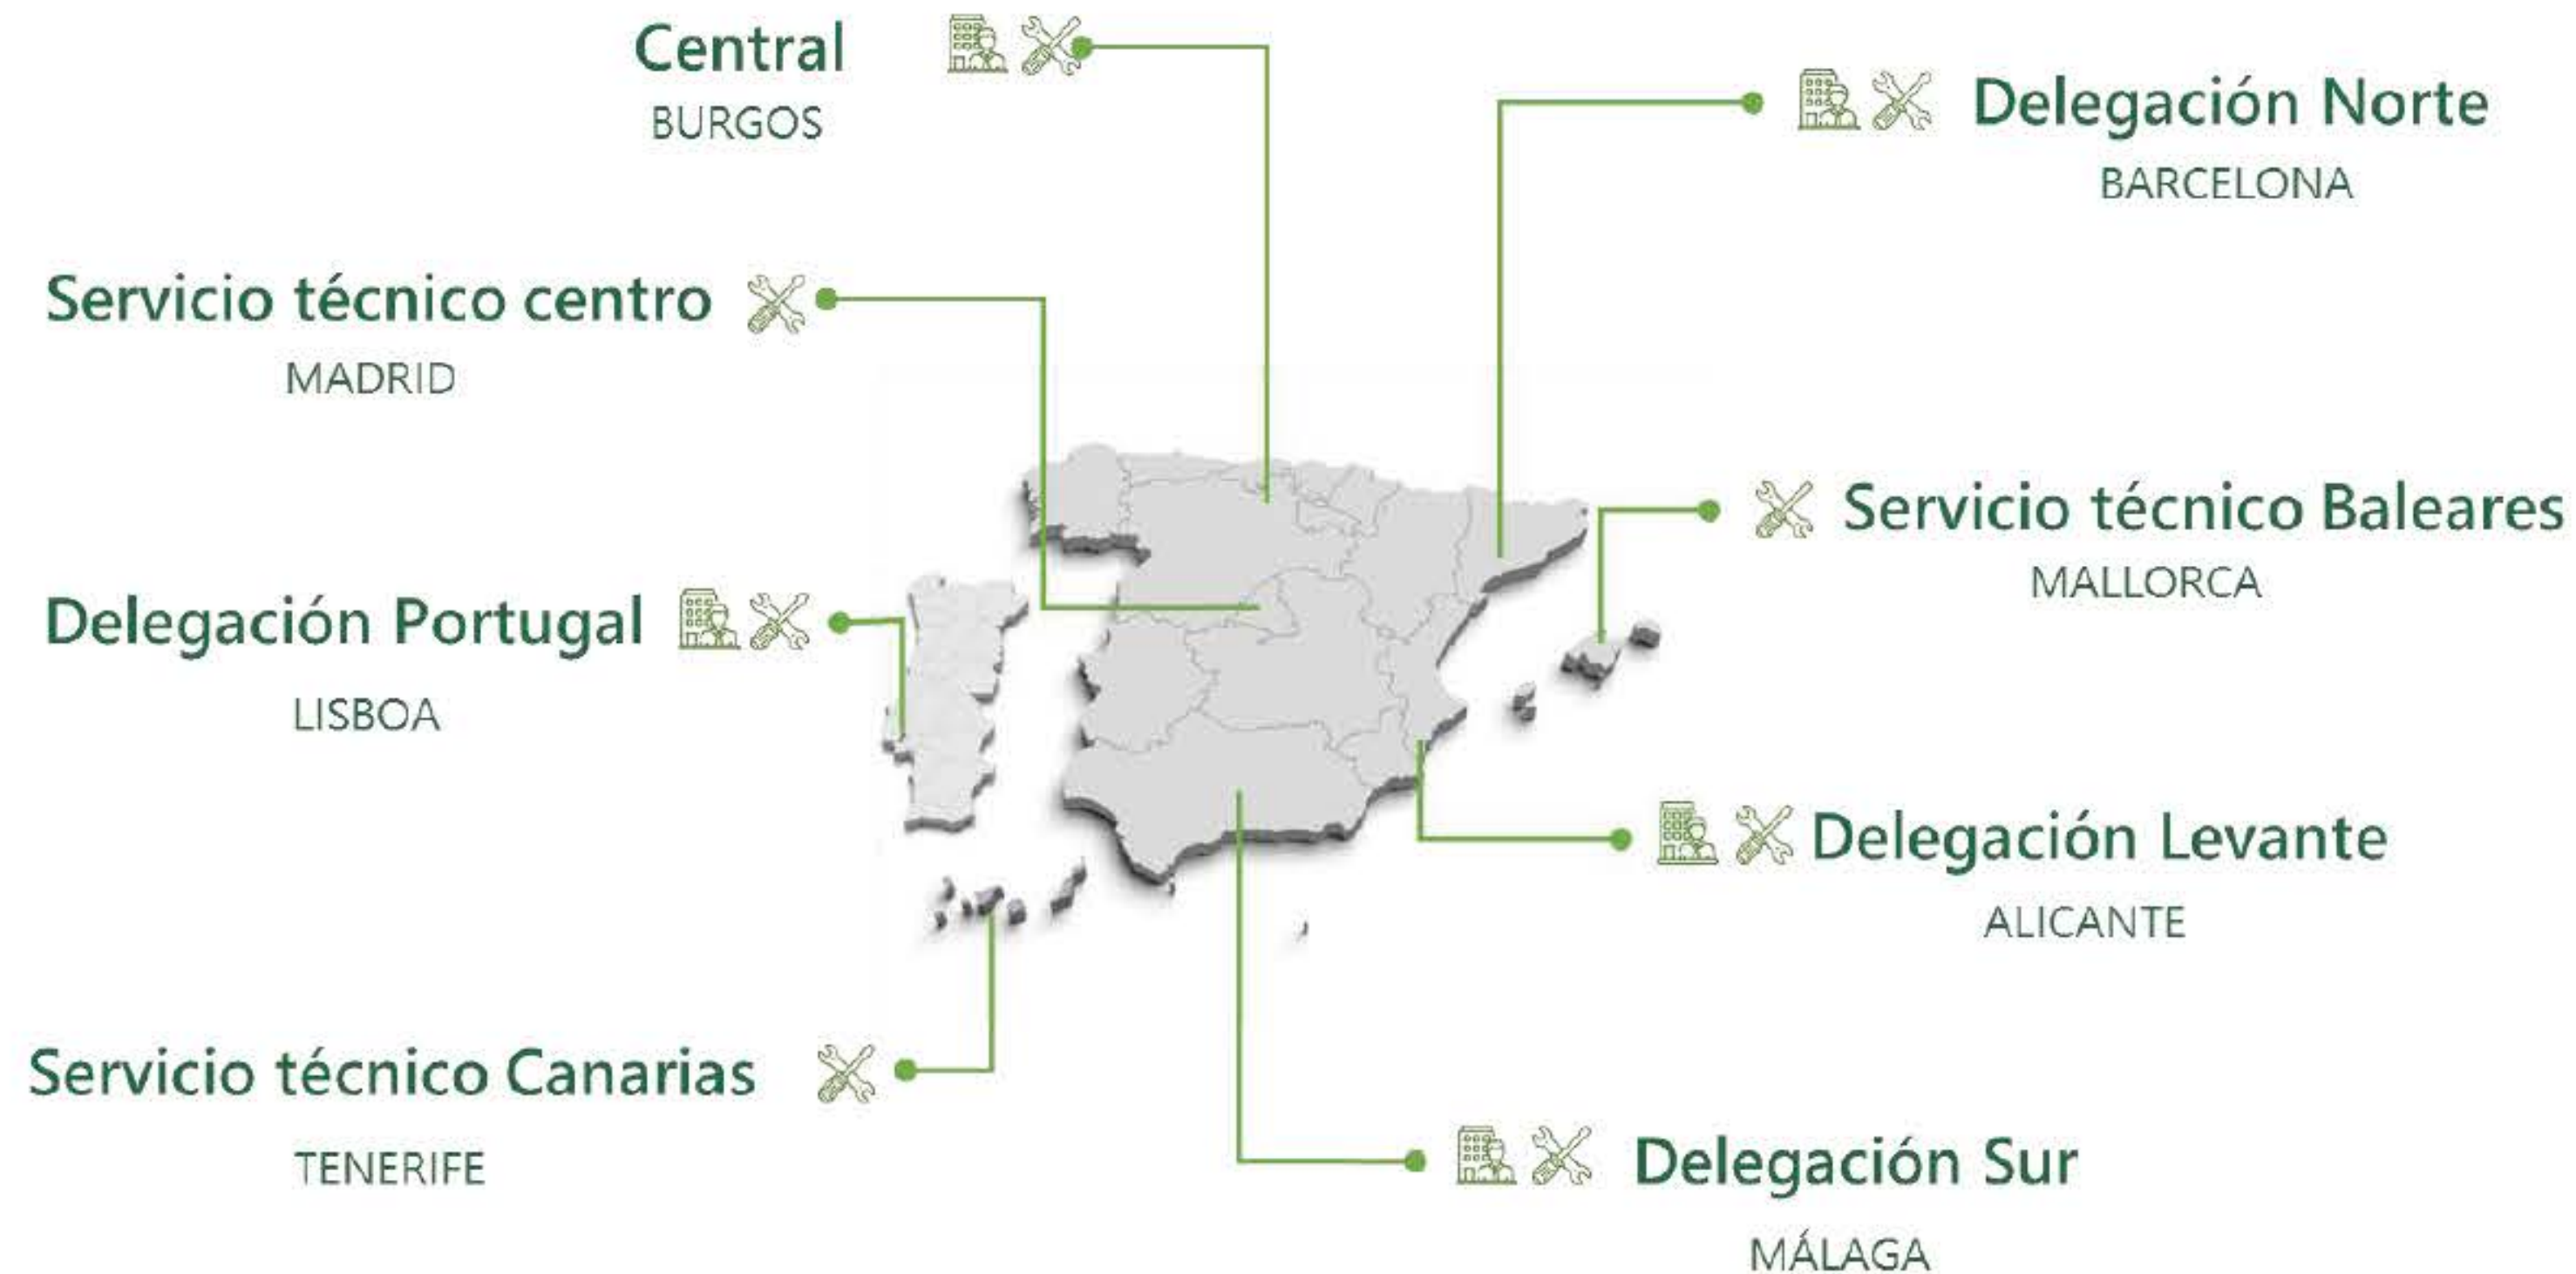 Central
BURGOS
Delegación Norte
BARCELONA
Servicio técnico centro
MADRID
Servicio técnico Baleares
MALLORCA
Delegación Portugal
LISBOA
Delegación Levante
ALICANTE
Servicio técnico Canarias
TENERIFE
Delegación Sur
MÁLAGA